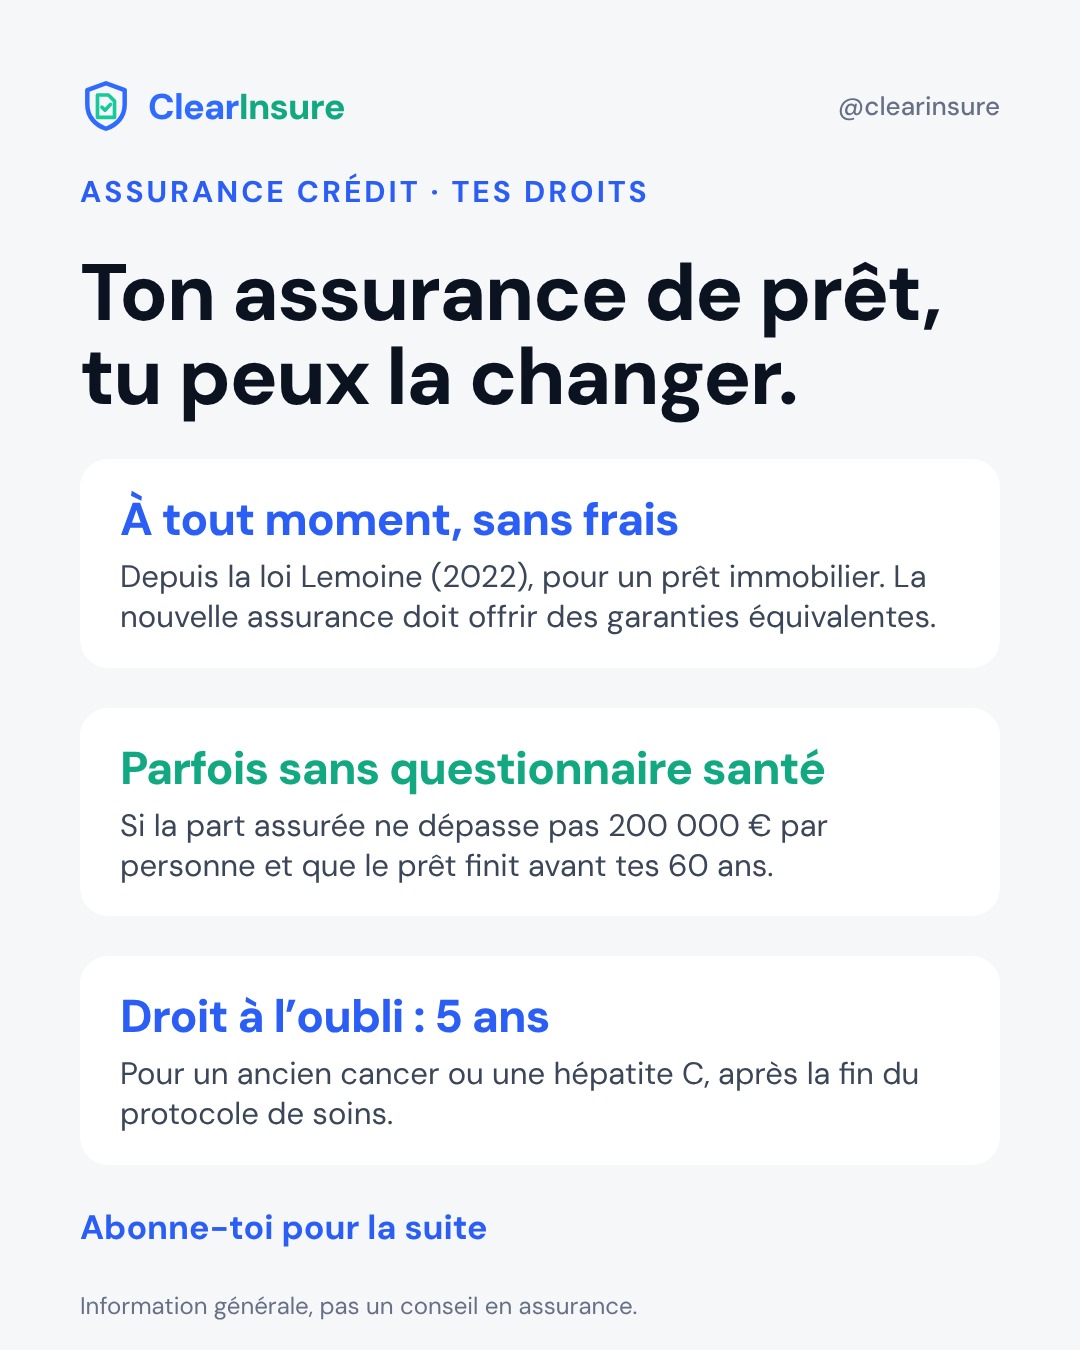 ClearInsure
@clearinsure
ASSURANCE CRÉDIT · TES DROITS
Ton assurance de prêt,
tu peux la changer.
À tout moment, sans frais
Depuis la loi Lemoine (2022), pour un prêt immobilier. La
nouvelle assurance doit offrir des garanties équivalentes.
Parfois sans questionnaire santé
Si la part assurée ne dépasse pas 200 000 € par
personne et que le prêt finit avant tes 60 ans.
Droit à l’oubli : 5 ans
Pour un ancien cancer ou une hépatite C, après la fin du
protocole de soins.
Abonne-toi pour la suite
Information générale, pas un conseil en assurance.